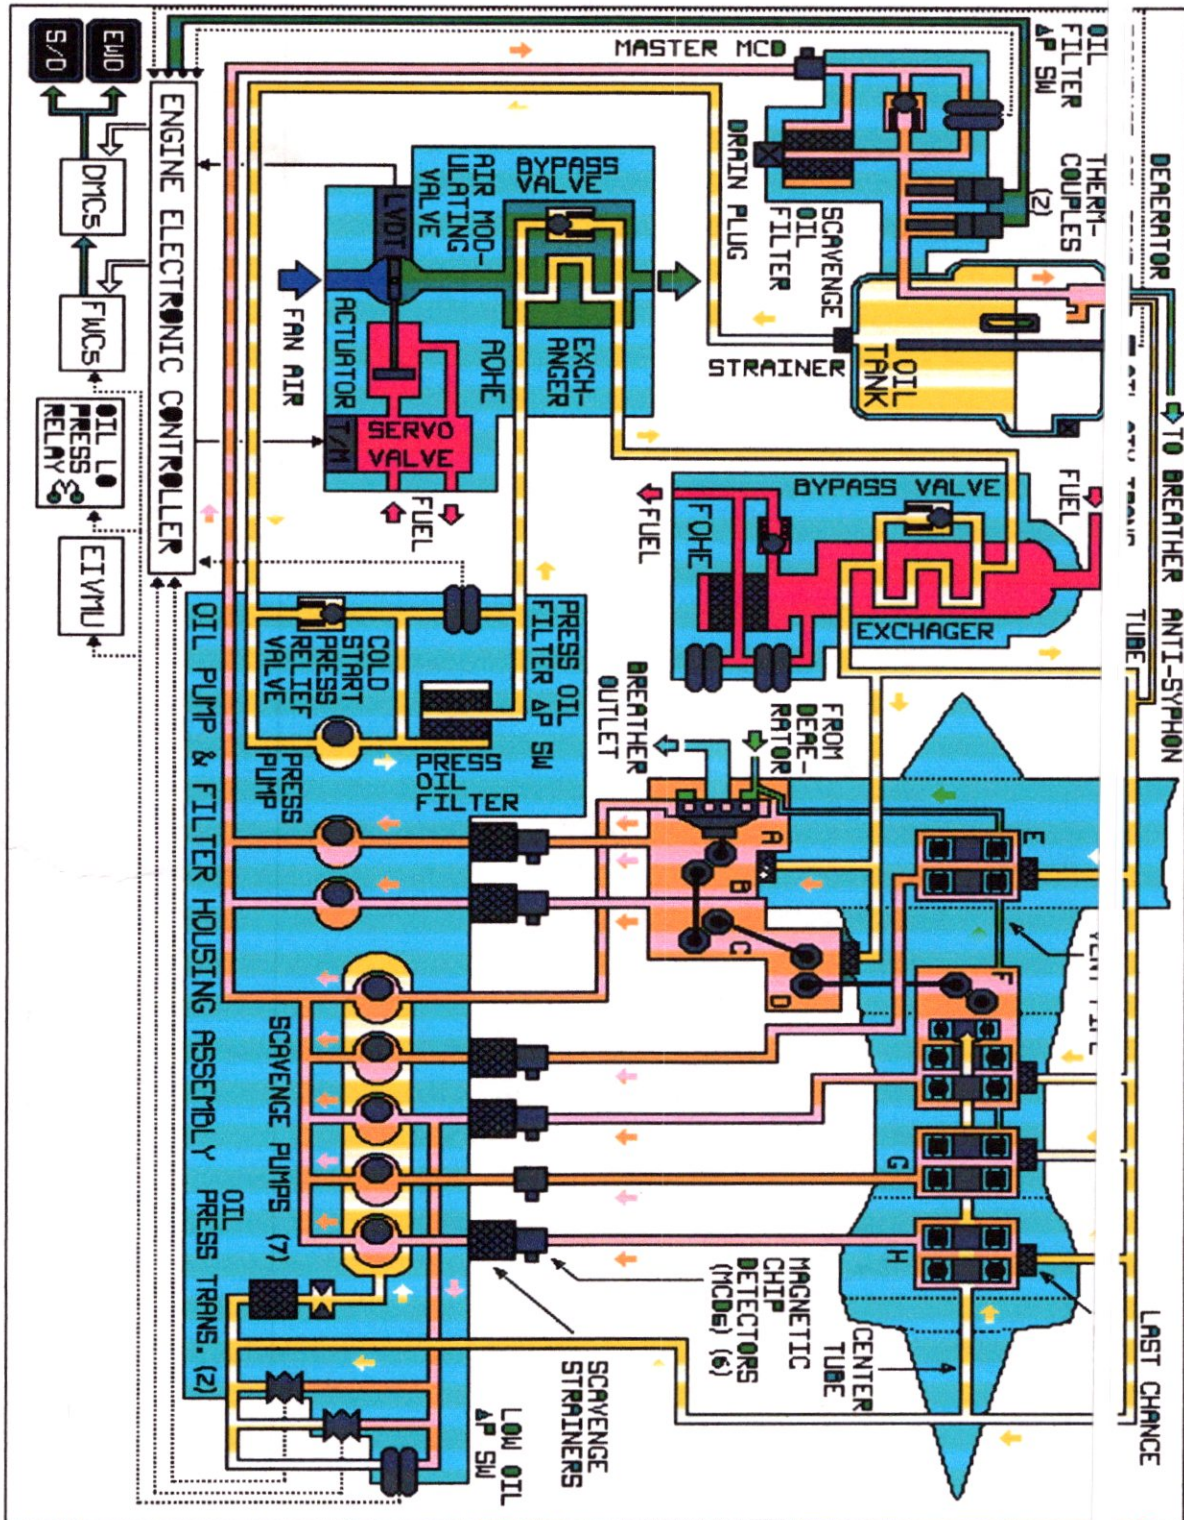 OIL
FILTER
ΔP SW
THERM-
COUPLES
(2)
DEAERATOR
TO BREATHER
ANTI-SYPHON
TUBE
MASTER MCD
DRAIN PLUG
SCAVENGE
OIL
FILTER
STRAINER
OIL
TANK
BYPASS
VALVE
AIR MOD-
ULATING
VALVE
LVDT
ACTUATOR
FAN AIR
AOHE
EXCH-
ANGER
T/M
SERVO
VALVE
FUEL
BYPASS VALVE
FUEL
FOHE
FUEL
EXCHAGER
EWD
S/D
ENGINE ELECTRONIC CONTROLLER
DMCs
FWCs
OIL LO
PRESS
RELAY
EIVMU
PRESS OIL
FILTER ΔP SW
COLD
START
PRESS
RELIEF
VALVE
PRESS
PUMP
PRESS
OIL
FILTER
FROM
DEAE-
RATOR
BREATHER
OUTLET
A
B
C
D
E
F
G
H
OIL PUMP & FILTER HOUSING ASSEMBLY
SCAVENGE PUMPS (7)
OIL
PRESS TRANS. (2)
MAGNETIC
CHIP
DETECTORS
(MCDs) (6)
SCAVENGE
STRAINERS
CENTER
TUBE
LAST CHANCE
LOW OIL
ΔP SW